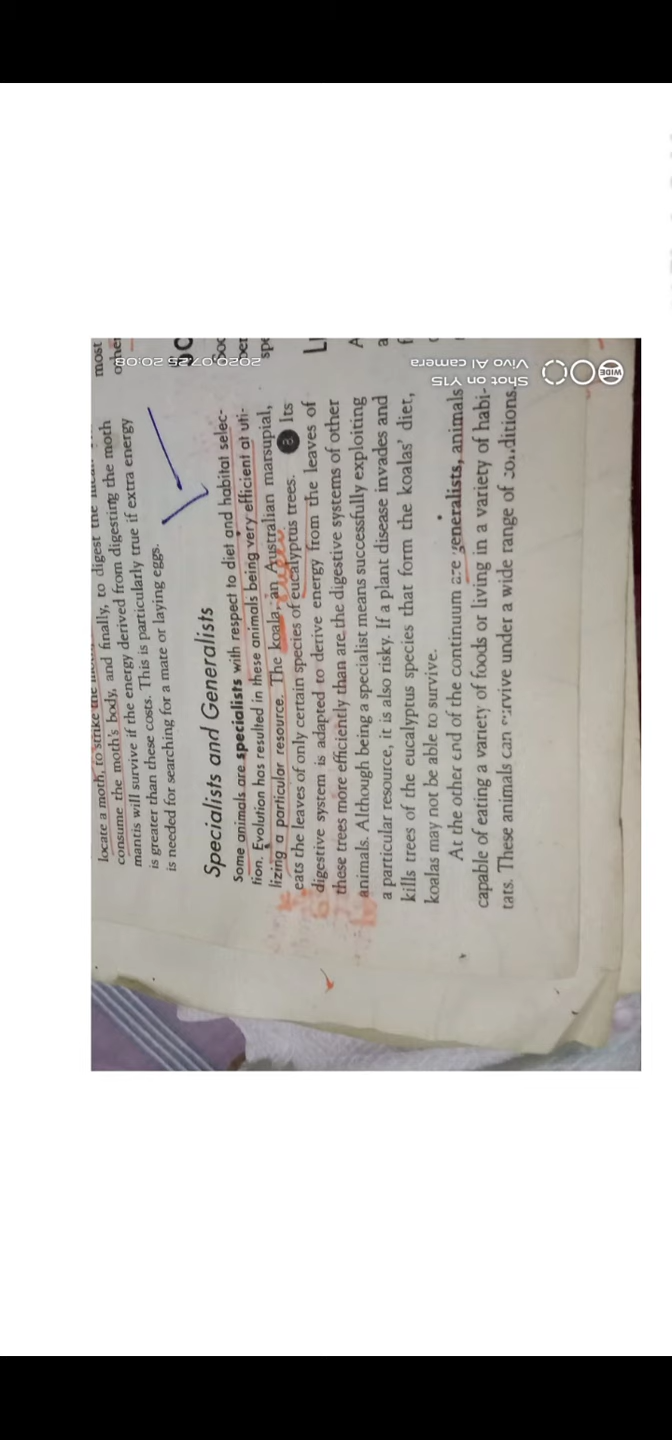 locate a moth, to strike the
consume the moth's body, and finally, to digest the
mantis will survive if the energy derived from digesting the moth
is greater than these costs. This is particularly true if extra energy
is needed for searching for a mate or laying eggs.
Specialists and Generalists
Some animals are specialists with respect to diet and habitat selec-
tion. Evolution has resulted in these animals being very efficient at uti-
lizing a particular resource. The koala, an Australian marsupial,
eats the leaves of only certain species of eucalyptus trees. Its
digestive system is adapted to derive energy from the leaves of
these trees more efficiently than are the digestive systems of other
animals. Although being a specialist means successfully exploiting
a particular resource, it is also risky. If a plant disease invades and
kills trees of the eucalyptus species that form the koalas' diet,
koalas may not be able to survive.
At the other end of the continuum are generalists, animals
capable of eating a variety of foods or living in a variety of habi-
tats. These animals can survive under a wide range of conditions.
most
other
Soc
per
spe
A
a
WIDE
Shot on Y15
Vivo AI camera
2020.07.25 20:08